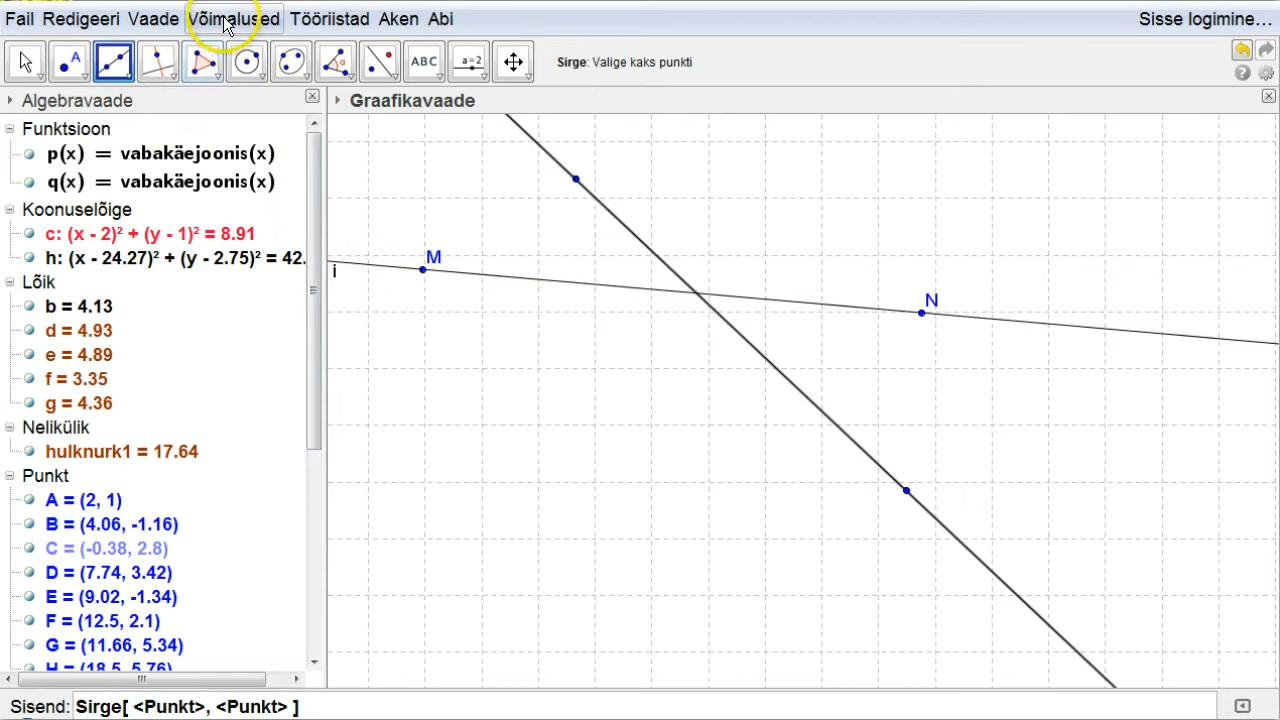 Fail Redigeeri Vaade Võimalused Tööriistad Aken Abi Sisse logimine...
A ABC a=2 Sirge: Valige kaks punkti
Algebravaade
Funktsioon
p(x) = vabakäejoonis(x)
q(x) = vabakäejoonis(x)
Koonuselõige
c: (x - 2)² + (y - 1)² = 8.91
h: (x - 24.27)² + (y - 2.75)² = 42.
Lõik
b = 4.13
d = 4.93
e = 4.89
f = 3.35
g = 4.36
Nelikülik
hulknurk1 = 17.64
Punkt
A = (2, 1)
B = (4.06, -1.16)
C = (-0.38, 2.8)
D = (7.74, 3.42)
E = (9.02, -1.34)
F = (12.5, 2.1)
G = (11.66, 5.34)
H = (18.5, 5.76)
Graafikavaade
M
i
N
Sisend: Sirge[ <Punkt>, <Punkt> ]